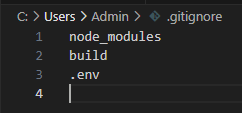 C: > Users > Admin > .gitignore
1 node_modules
2 build
3 .env
4